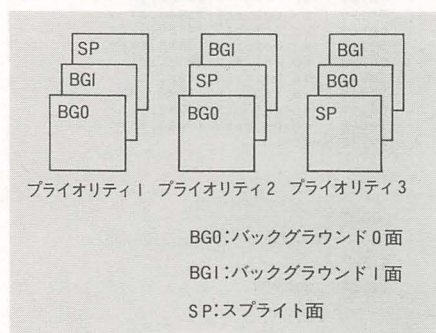 SP BGI BGI
BGI SP BG0
BG0 BG0 SP
プライオリティ1 プライオリティ2 プライオリティ3
BG0:バックグラウンド0面
BG1:バックグラウンド1面
SP:スプライト面